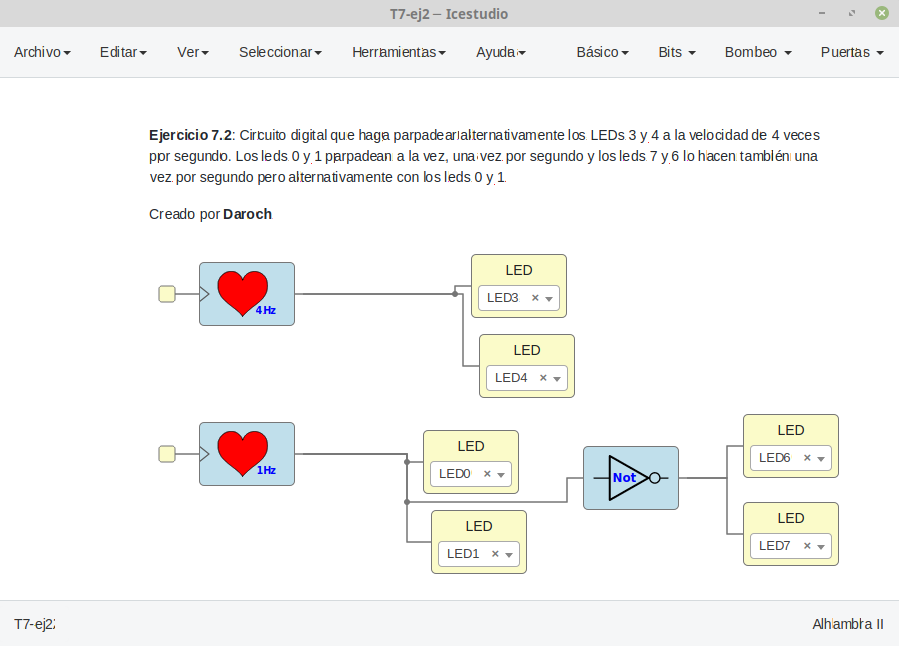 T7-ej2 – Icestudio
Archivo Editar Ver Seleccionar Herramientas Ayuda Básico Bits Bombeo Puertas
Ejercicio 7.2: Circuito digital que haga parpadear alternativamente los LEDs 3 y 4 a la velocidad de 4 veces
por segundo. Los leds 0 y 1 parpadean a la vez, una vez por segundo y los leds 7 y 6 lo hacen también una
vez por segundo pero alternativamente con los leds 0 y 1.
Creado por Daroch
LED
LED3
4Hz
LED
LED4
LED
LED0
1Hz
LED
LED1
Not
LED
LED6
LED
LED7
T7-ej2 Alhambra II